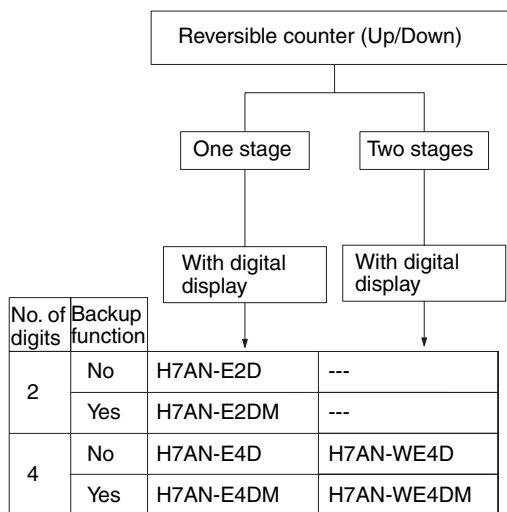 Reversible counter (Up/Down)
One stage
Two stages
With digital
display
With digital
display
No. of
digits
Backup
function
2
No
H7AN-E2D
---
Yes
H7AN-E2DM
---
4
No
H7AN-E4D
H7AN-WE4D
Yes
H7AN-E4DM
H7AN-WE4DM